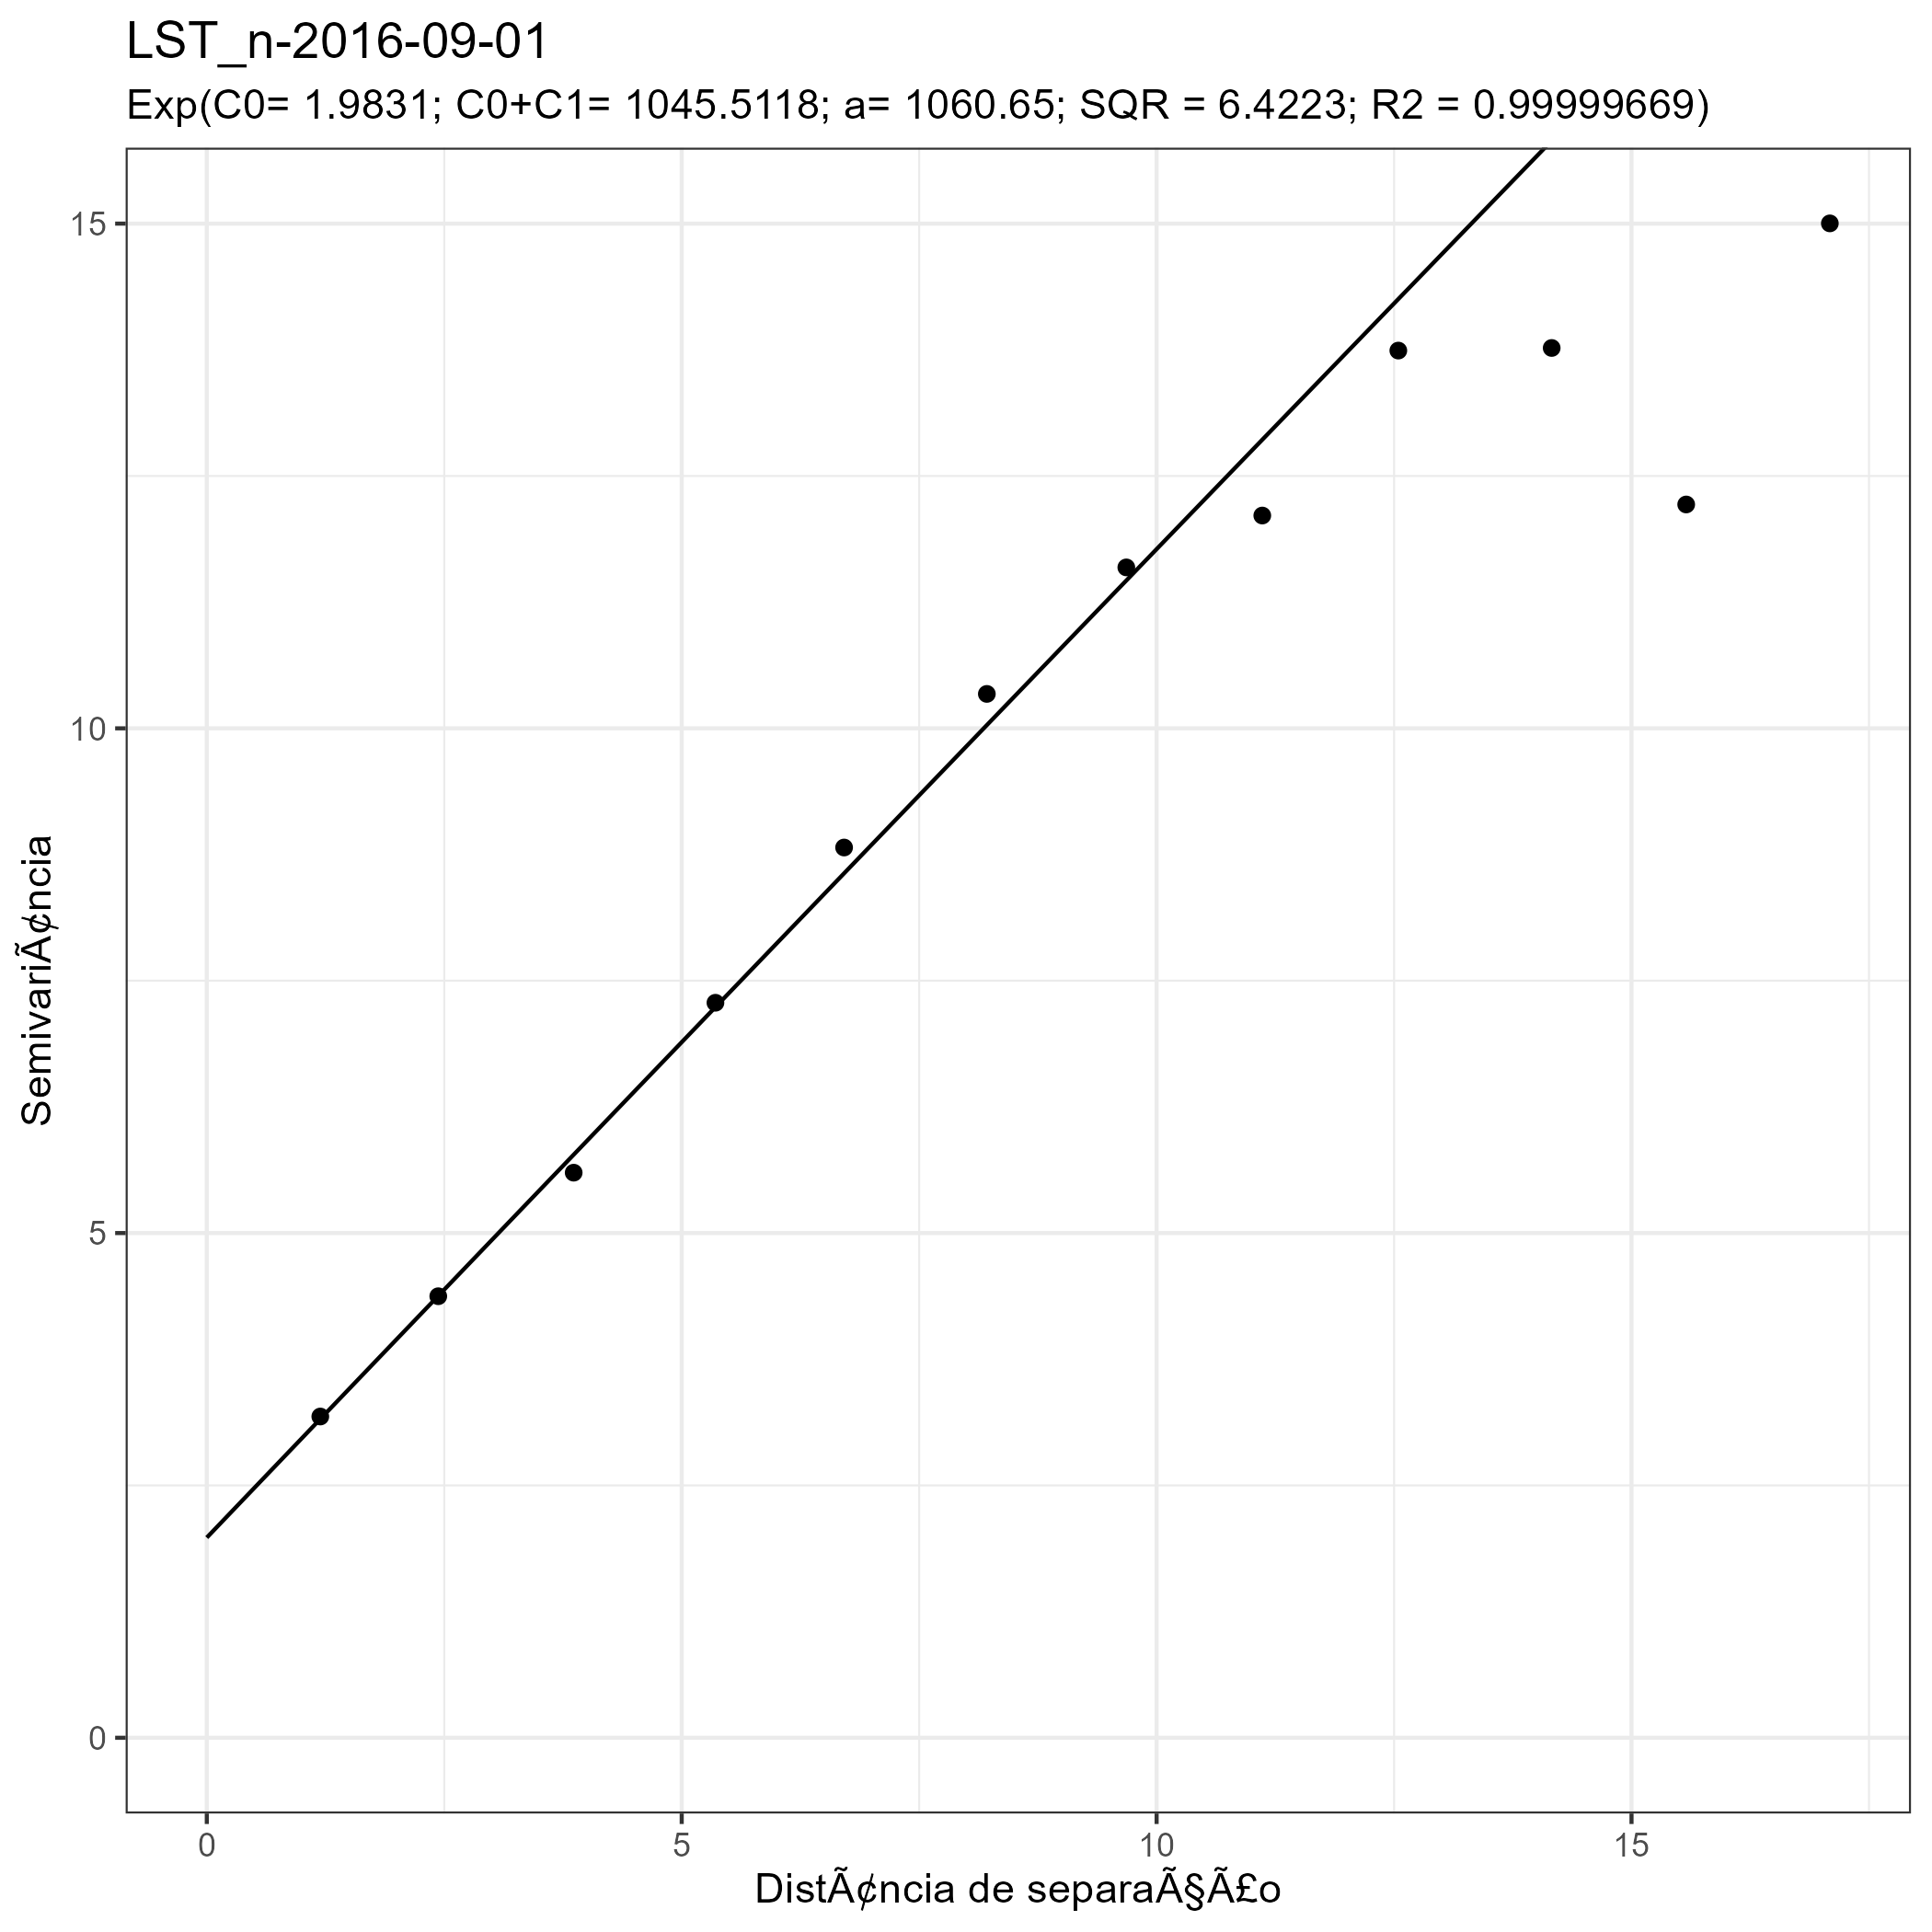 LST_n-2016-09-01
Exp(C0= 1.9831; C0+C1= 1045.5118; a= 1060.65; SQR = 6.4223; R2 = 0.99999669)
SemivariÃ¢ncia
15
10
5
0
0 5 10 15
DistÃ¢ncia de separaÃ§Ã£o